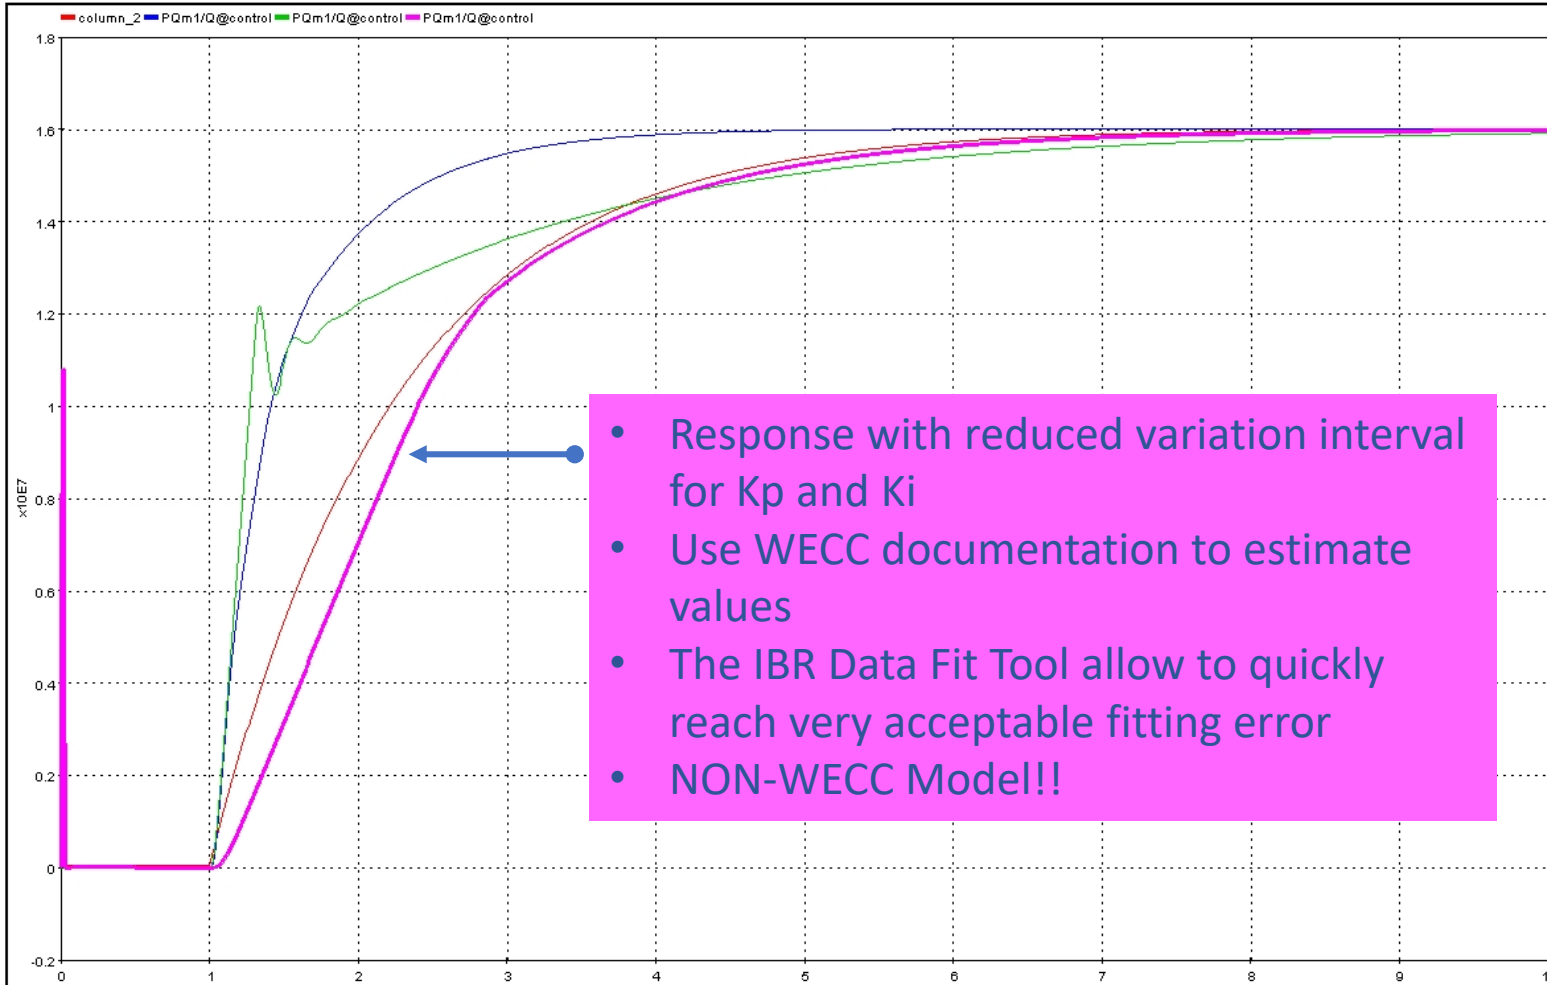 column_2 PQm1/Q@control PQm1/Q@control PQm1/Q@control
1.8
1.6
1.4
1.2
1
0.8
x10E7
0.6
0.4
0.2
0
-0.2
0 1 2 3 4 5 6 7 8 9 1
• Response with reduced variation interval
for Kp and Ki
• Use WECC documentation to estimate
values
• The IBR Data Fit Tool allow to quickly
reach very acceptable fitting error
• NON-WECC Model!!